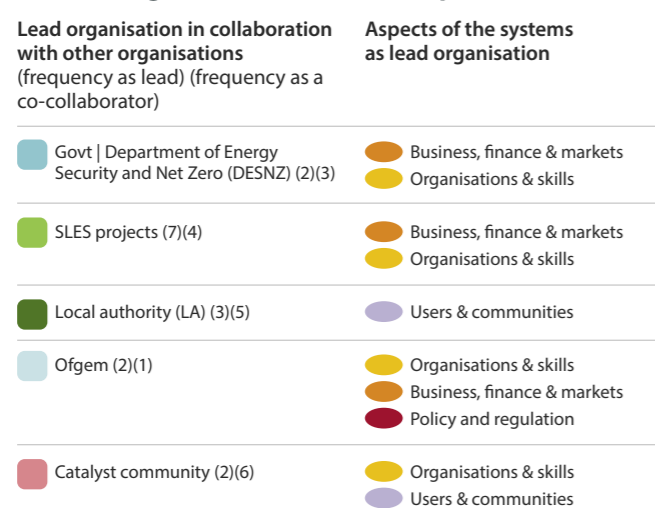 Lead organisation in collaboration
with other organisations
(frequency as lead) (frequency as a
co-collaborator)
Aspects of the systems
as lead organisation
Govt | Department of Energy
Security and Net Zero (DESNZ) (2)(3)
Business, finance & markets
Organisations & skills
SLES projects (7)(4)
Business, finance & markets
Organisations & skills
Local authority (LA) (3)(5)
Users & communities
Ofgem (2)(1)
Organisations & skills
Business, finance & markets
Policy and regulation
Catalyst community (2)(6)
Organisations & skills
Users & communities